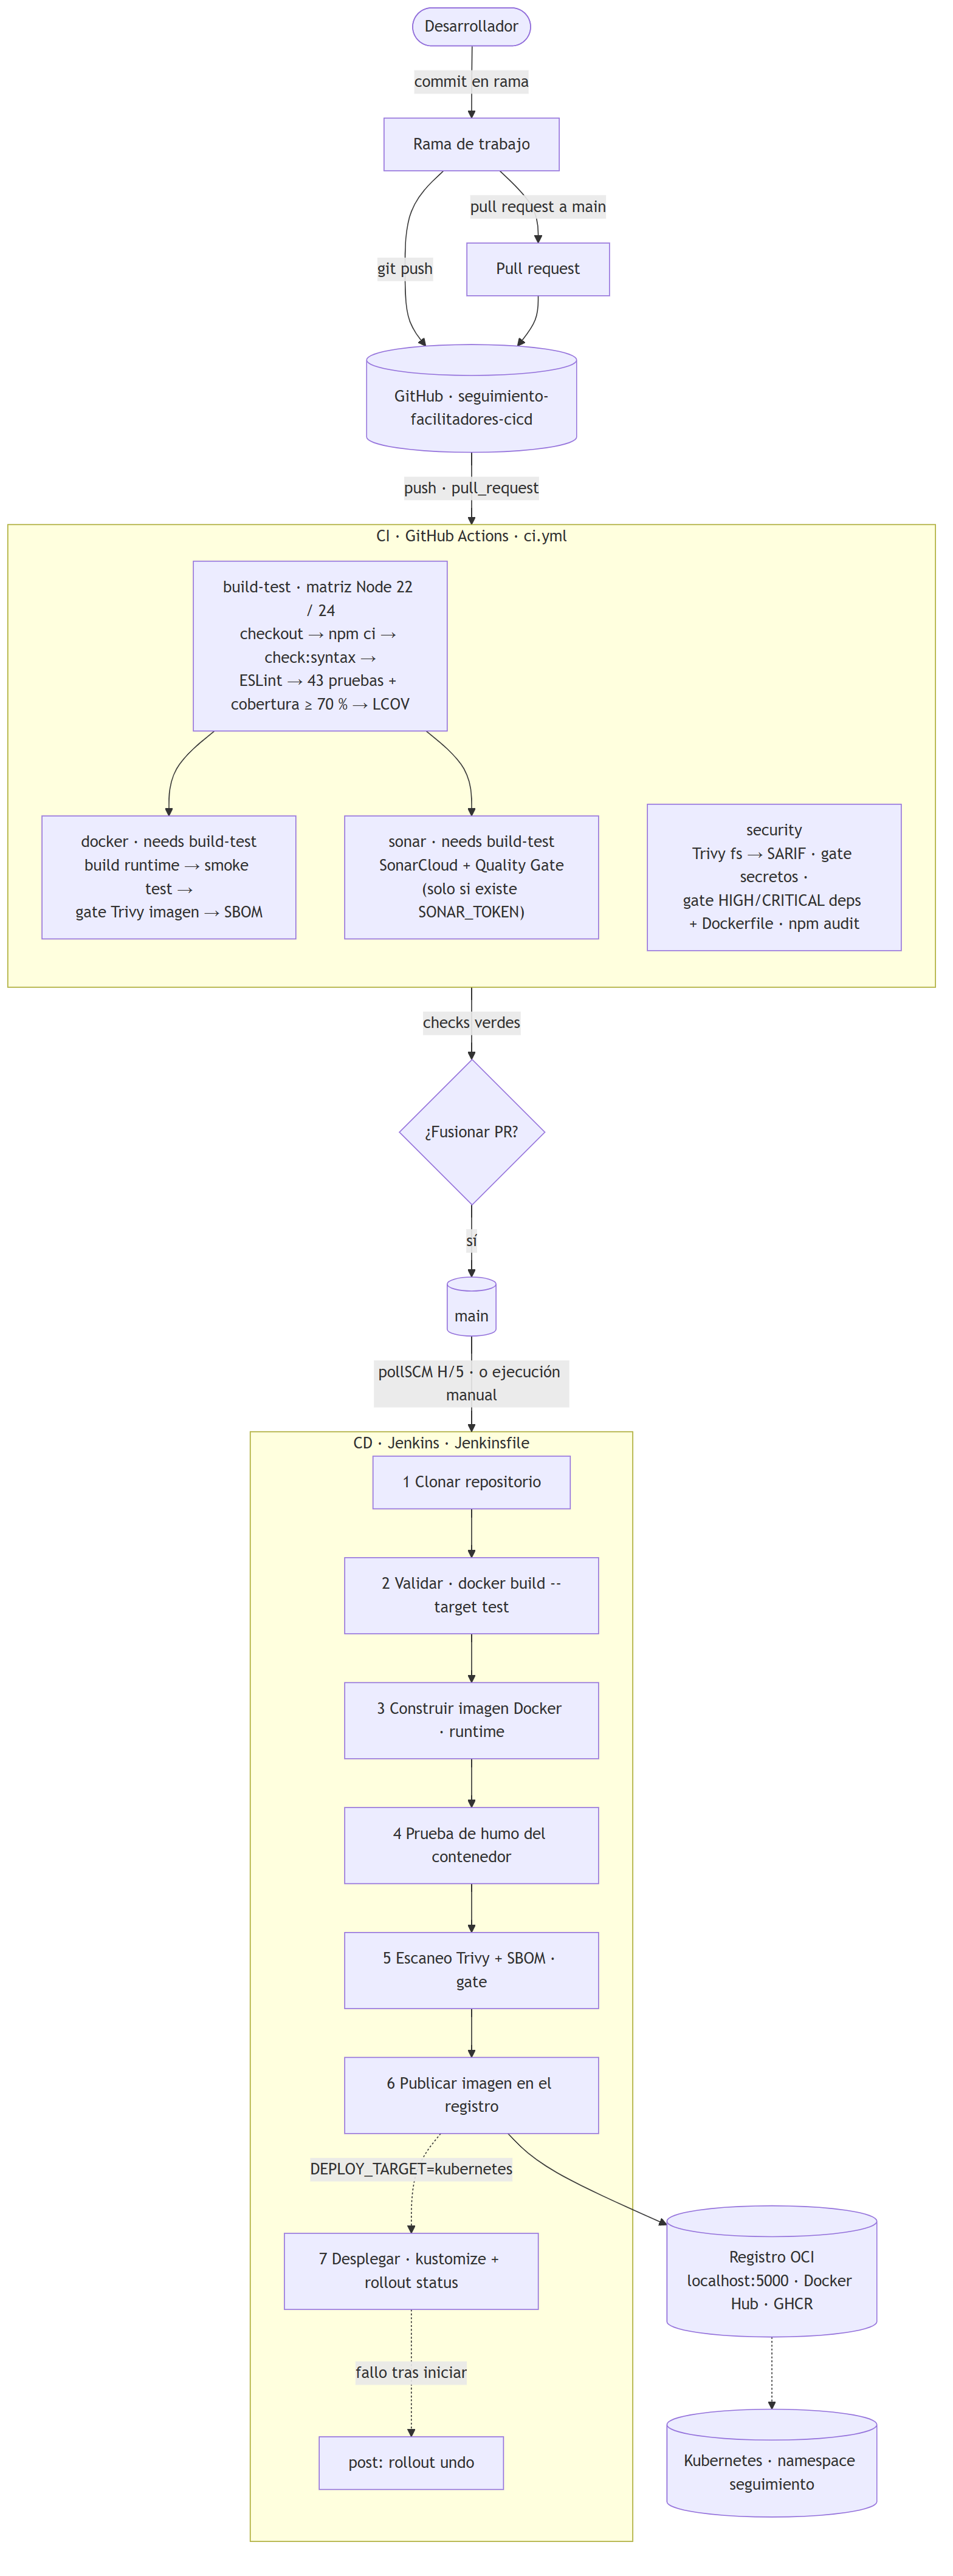 Desarrollador
commit en rama
Rama de trabajo
pull request a main
git push
Pull request
GitHub · seguimiento-
facilitadores-cicd
push · pull_request
CI · GitHub Actions · ci.yml
build-test · matriz Node 22
/ 24
checkout → npm ci →
check:syntax →
ESLint → 43 pruebas +
cobertura ≥ 70 % → LCOV
docker · needs build-test
build runtime → smoke
test →
gate Trivy imagen → SBOM
sonar · needs build-test
SonarCloud + Quality Gate
(solo si existe
SONAR_TOKEN)
security
Trivy fs → SARIF · gate
secretos ·
gate HIGH/CRITICAL deps
+ Dockerfile · npm audit
checks verdes
¿Fusionar PR?
sí
main
pollSCM H/5 · o ejecución
manual
CD · Jenkins · Jenkinsfile
1 Clonar repositorio
2 Validar · docker build --
target test
3 Construir imagen Docker
· runtime
4 Prueba de humo del
contenedor
5 Escaneo Trivy + SBOM ·
gate
6 Publicar imagen en el
registro
DEPLOY_TARGET=kubernetes
7 Desplegar · kustomize +
rollout status
Registro OCI
localhost:5000 · Docker
Hub · GHCR
fallo tras iniciar
post: rollout undo
Kubernetes · namespace
seguimiento